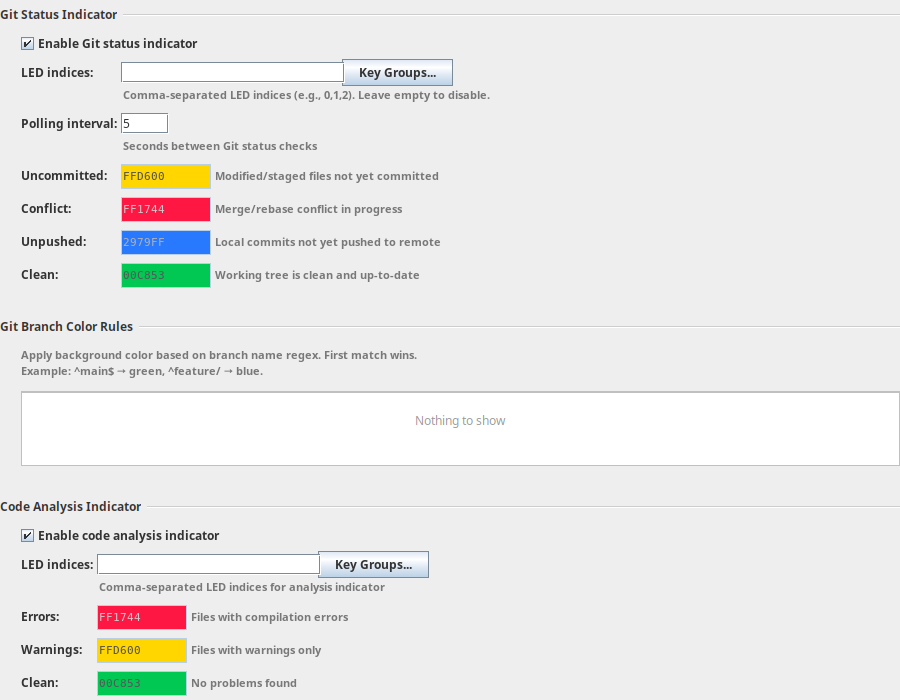 Git Status Indicator
Enable Git status indicator
LED indices: Key Groups...
Comma-separated LED indices (e.g., 0,1,2). Leave empty to disable.
Polling interval: 5
Seconds between Git status checks
Uncommitted: FFD600 Modified/staged files not yet committed
Conflict: FF1744 Merge/rebase conflict in progress
Unpushed: 2979FF Local commits not yet pushed to remote
Clean: 00C853 Working tree is clean and up-to-date
Git Branch Color Rules
Apply background color based on branch name regex. First match wins.
Example: ^main$ → green, ^feature/ → blue.
Nothing to show
Code Analysis Indicator
Enable code analysis indicator
LED indices: Key Groups...
Comma-separated LED indices for analysis indicator
Errors: FF1744 Files with compilation errors
Warnings: FFD600 Files with warnings only
Clean: 00C853 No problems found